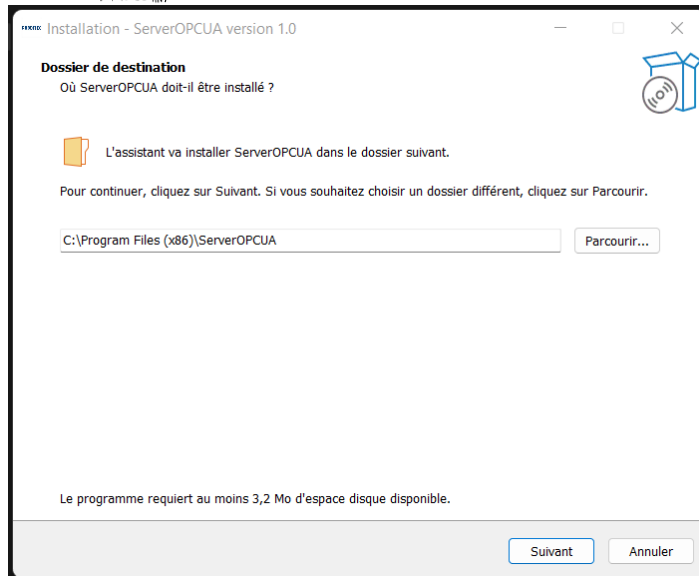 Installation - ServerOPCUA version 1.0
Dossier de destination
Où ServerOPCUA doit-il être installé ?
L'assistant va installer ServerOPCUA dans le dossier suivant.
Pour continuer, cliquez sur Suivant. Si vous souhaitez choisir un dossier différent, cliquez sur Parcourir.
C:\Program Files (x86)\ServerOPCUA
Parcourir...
Le programme requiert au moins 3,2 Mo d'espace disque disponible.
Suivant
Annuler